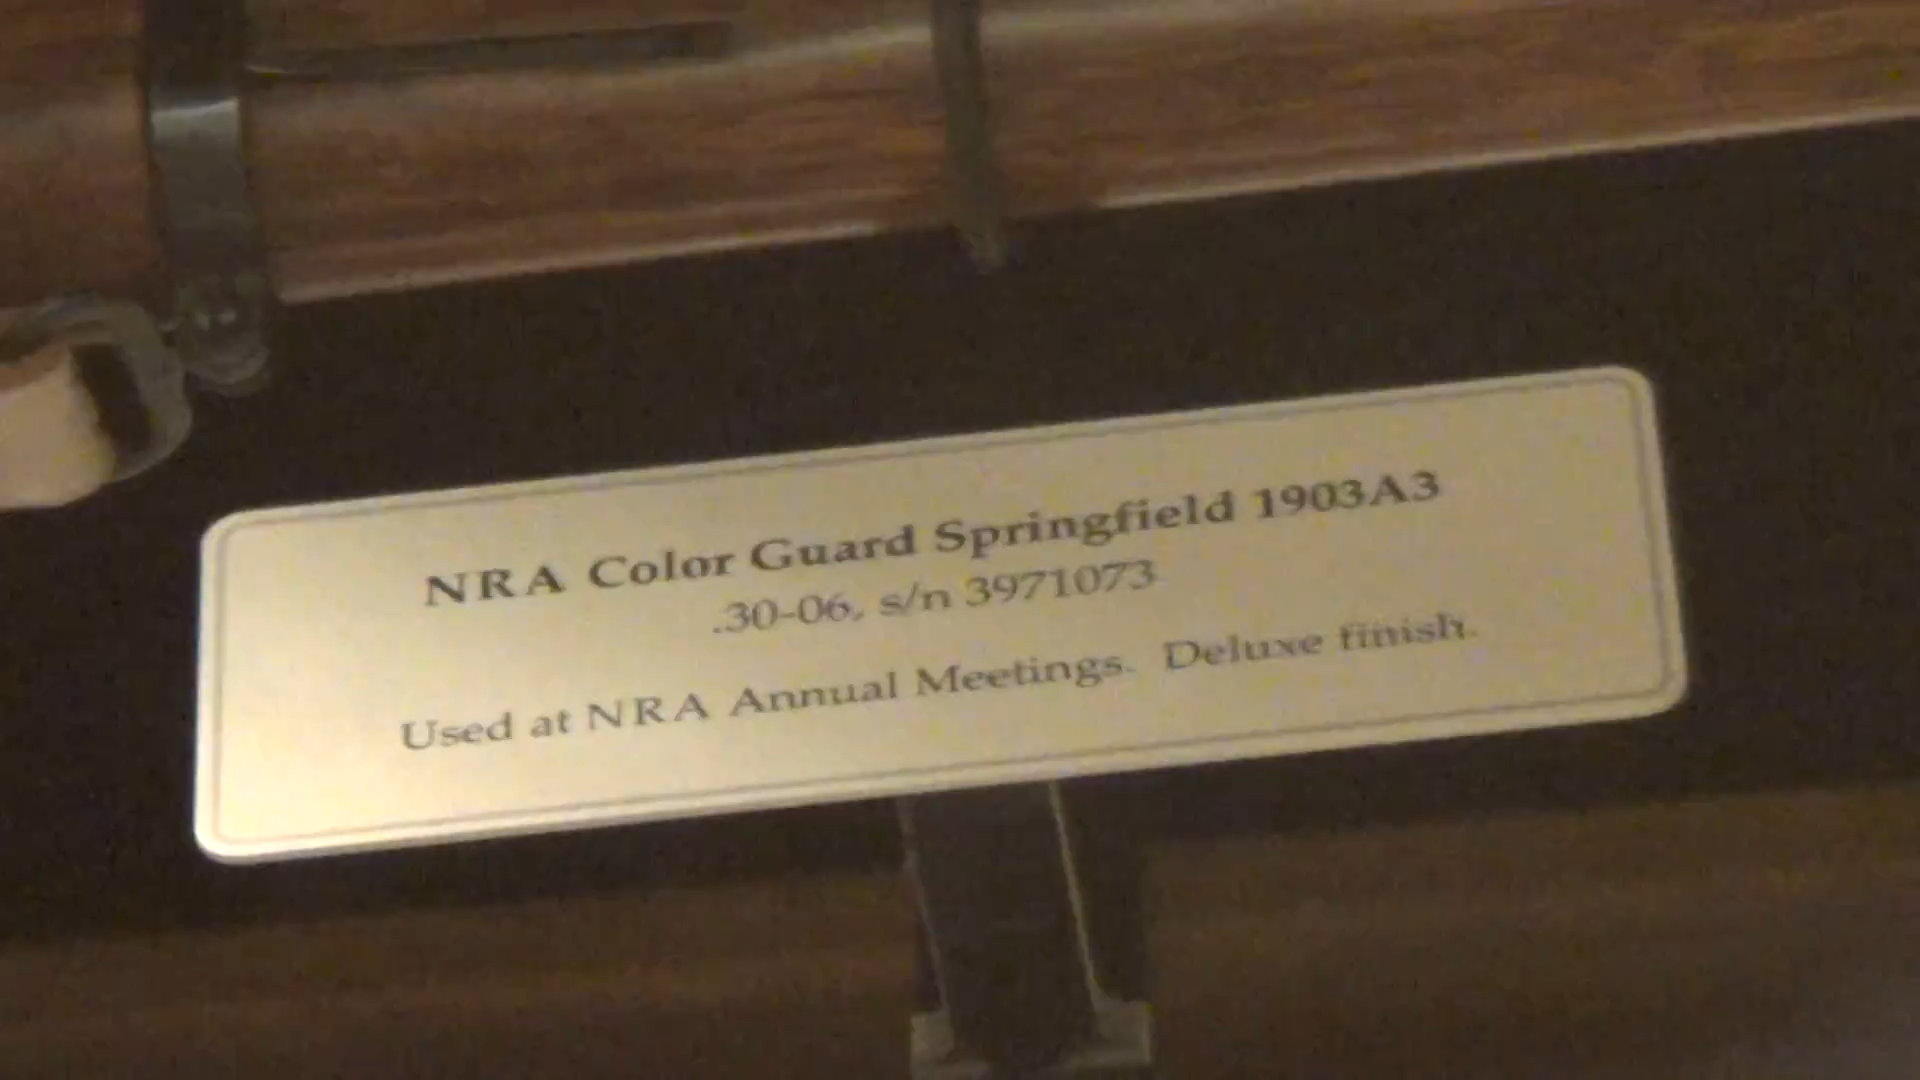 NRA Color Guard Springfield 1903A3
.30-06, s/n 3971073
Used at NRA Annual Meetings. Deluxe finish.